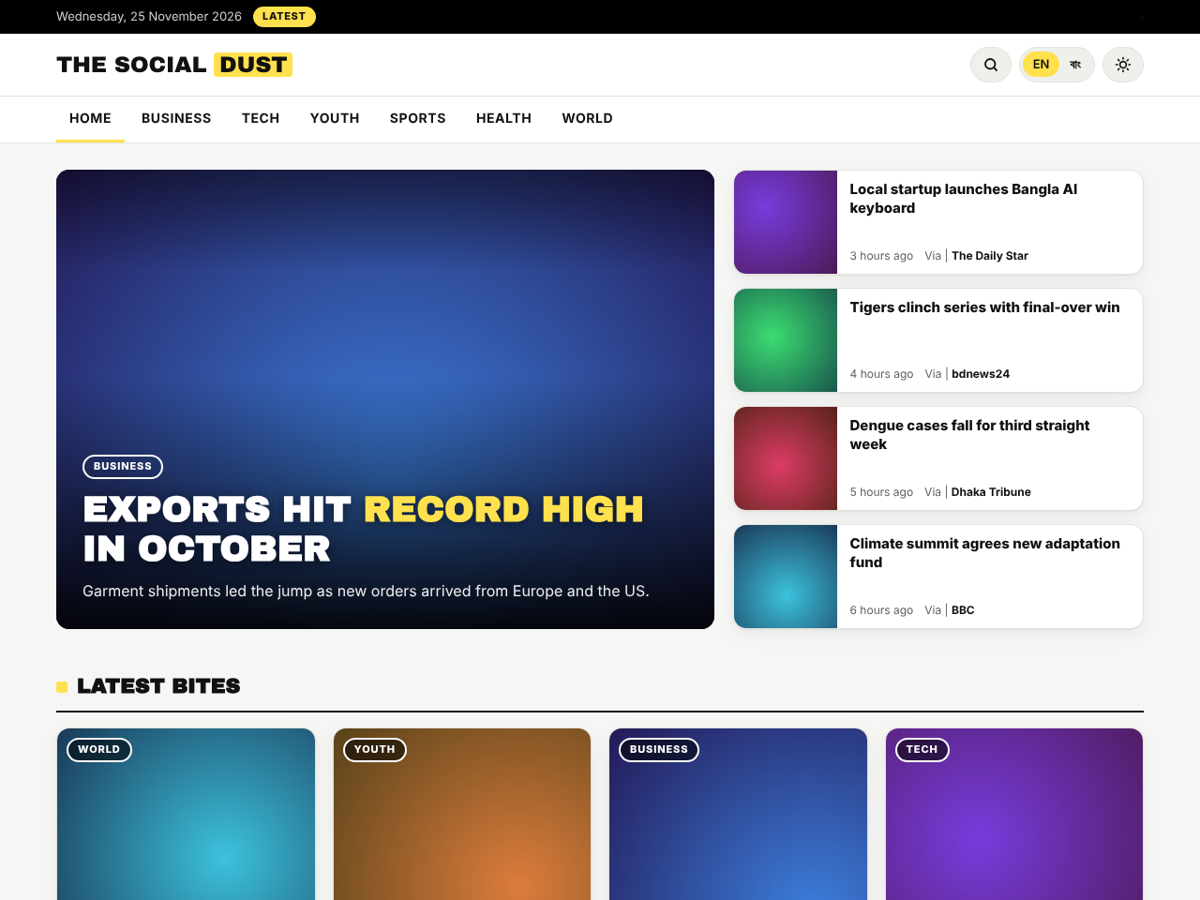 Wednesday, 25 November 2026 LATEST
THE SOCIAL DUST
EN বাং
HOME BUSINESS TECH YOUTH SPORTS HEALTH WORLD
BUSINESS
EXPORTS HIT RECORD HIGH
IN OCTOBER
Garment shipments led the jump as new orders arrived from Europe and the US.
Local startup launches Bangla AI
keyboard
3 hours ago Via | The Daily Star
Tigers clinch series with final-over win
4 hours ago Via | bdnews24
Dengue cases fall for third straight
week
5 hours ago Via | Dhaka Tribune
Climate summit agrees new adaptation
fund
6 hours ago Via | BBC
LATEST BITES
WORLD YOUTH BUSINESS TECH